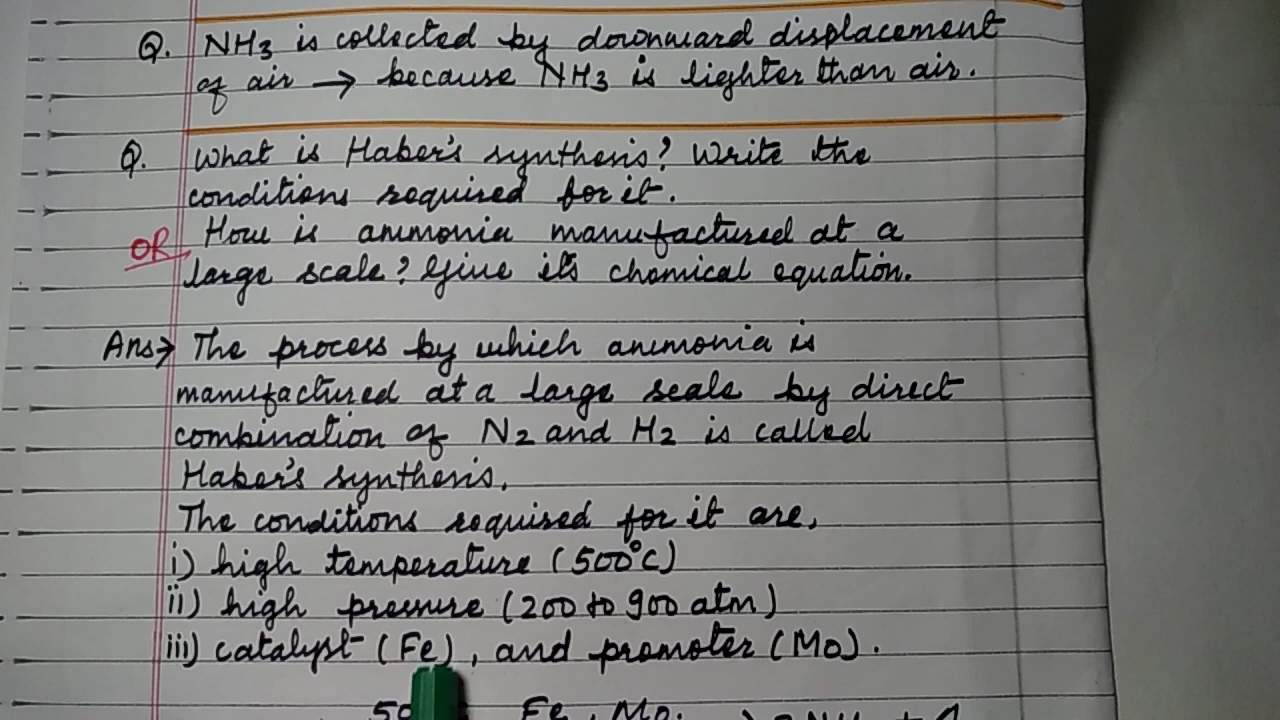 Q. NH3 is collected by downward displacement
of air → because NH3 is lighter than air.
Q. What is Haber's synthesis? Write the
conditions required for it.
OR How is ammonia manufactured at a
large scale? Give its chemical equation.
Ans→ The process by which ammonia is
manufactured at a large scale by direct
combination of N2 and H2 is called
Haber's synthesis.
The conditions required for it are,
i) high temperature (500°C)
ii) high pressure (200 to 900 atm)
iii) catalyst (Fe), and promoter (Mo).
Fe, Mo.